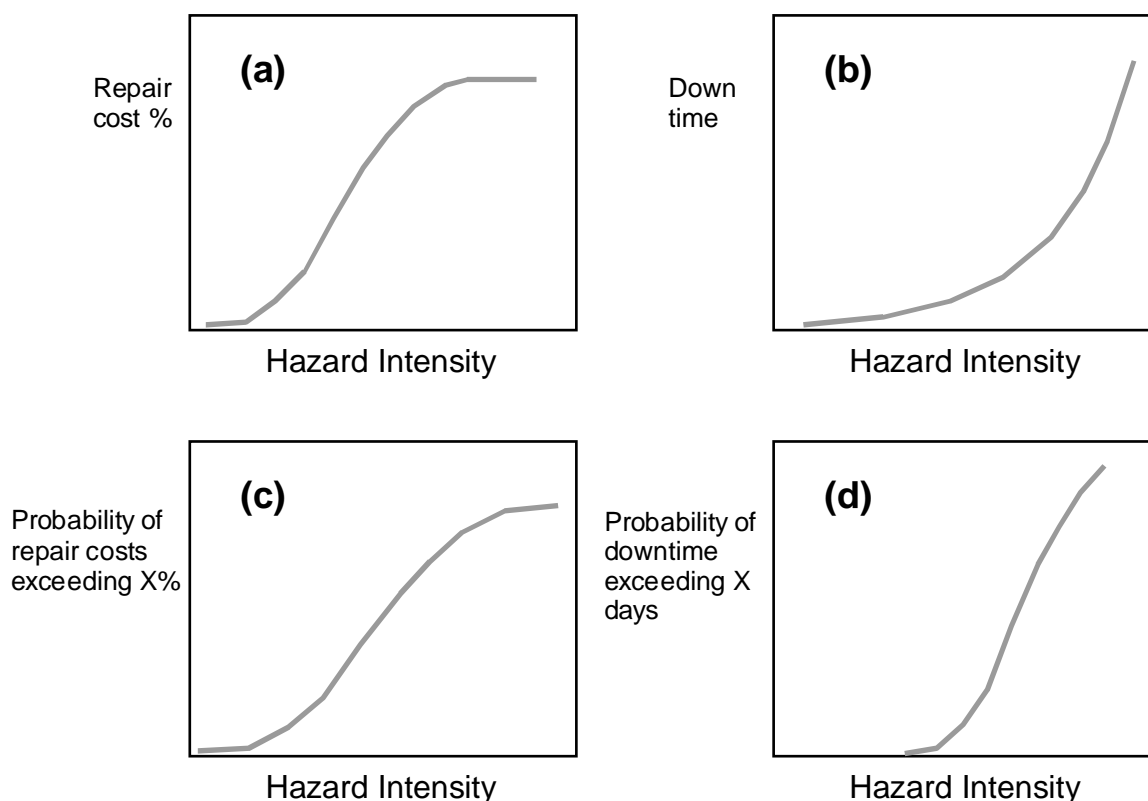 (a)
Repair
cost %
Hazard Intensity
(b)
Down
time
Hazard Intensity
(c)
Probability of
repair costs
exceeding X%
Hazard Intensity
(d)
Probability of
downtime
exceeding X
days
Hazard Intensity